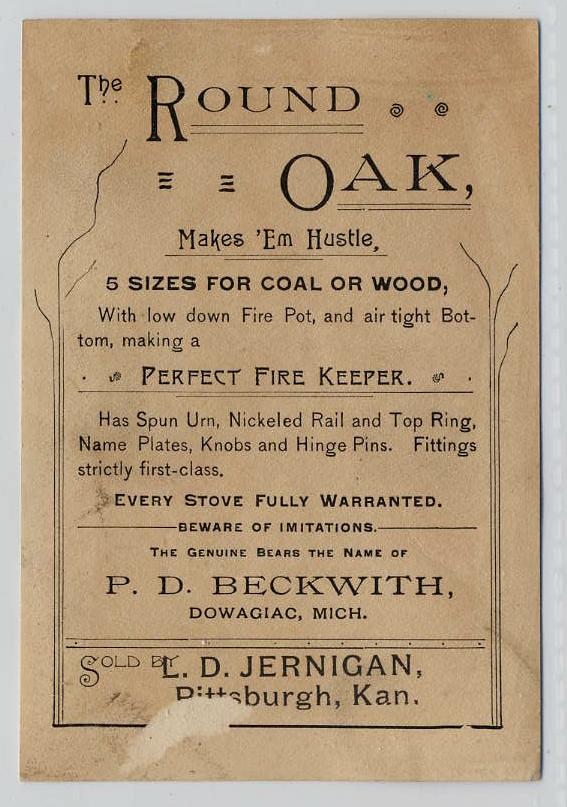 The ROUND
OAK,
Makes 'Em Hustle,
5 SIZES FOR COAL OR WOOD,
With low down Fire Pot, and air tight Bot-
tom, making a
PERFECT FIRE KEEPER.
Has Spun Urn, Nickeled Rail and Top Ring,
Name Plates, Knobs and Hinge Pins. Fittings
strictly first-class.
EVERY STOVE FULLY WARRANTED.
BEWARE OF IMITATIONS.
THE GENUINE BEARS THE NAME OF
P. D. BECKWITH,
DOWAGIAC, MICH.
SOLD BY L. D. JERNIGAN,
Pittsburgh, Kan.